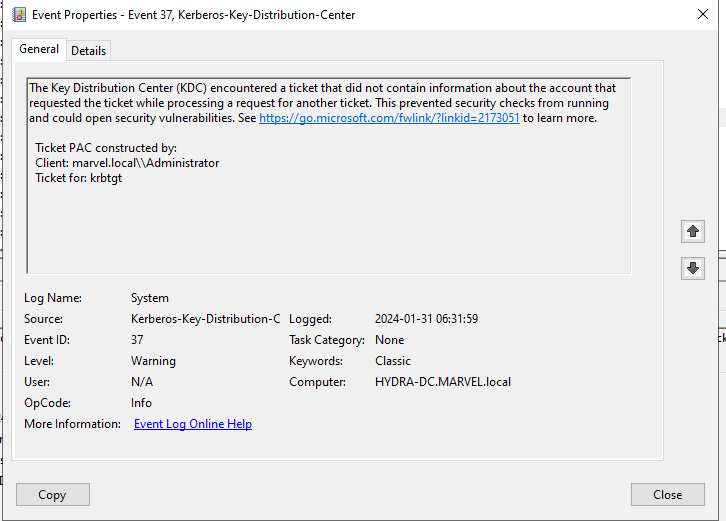 Event Properties - Event 37, Kerberos-Key-Distribution-Center
General
Details
The Key Distribution Center (KDC) encountered a ticket that did not contain information about the account that
requested the ticket while processing a request for another ticket. This prevented security checks from running
and could open security vulnerabilities. See https://go.microsoft.com/fwlink/?linkid=2173051 to learn more.
Ticket PAC constructed by:
Client: marvel.local\\Administrator
Ticket for: krbtgt
Log Name: System
Source: Kerberos-Key-Distribution-C Logged: 2024-01-31 06:31:59
Event ID: 37 Task Category: None
Level: Warning Keywords: Classic
User: N/A Computer: HYDRA-DC.MARVEL.local
OpCode: Info
More Information: Event Log Online Help
Copy
Close